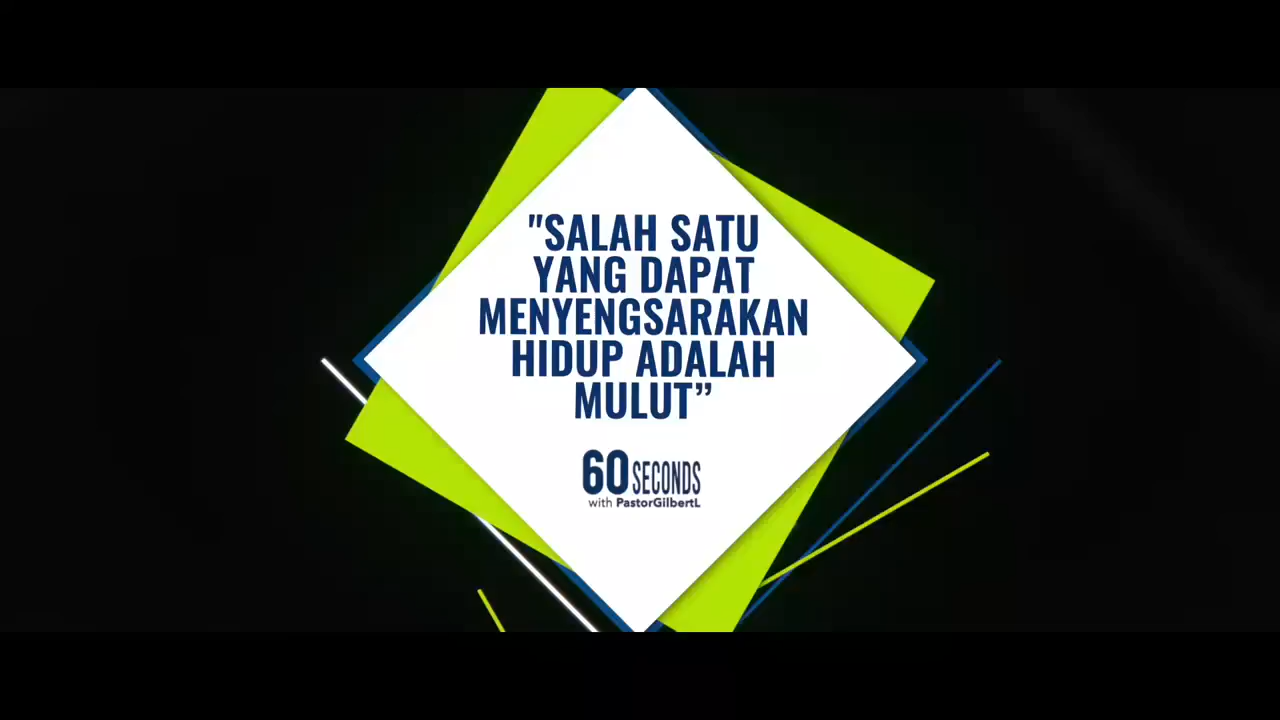 "SALAH SATU
YANG DAPAT
MENYENGSARAKAN
HIDUP ADALAH
MULUT”
60 SECONDS
with PastorGilbertL